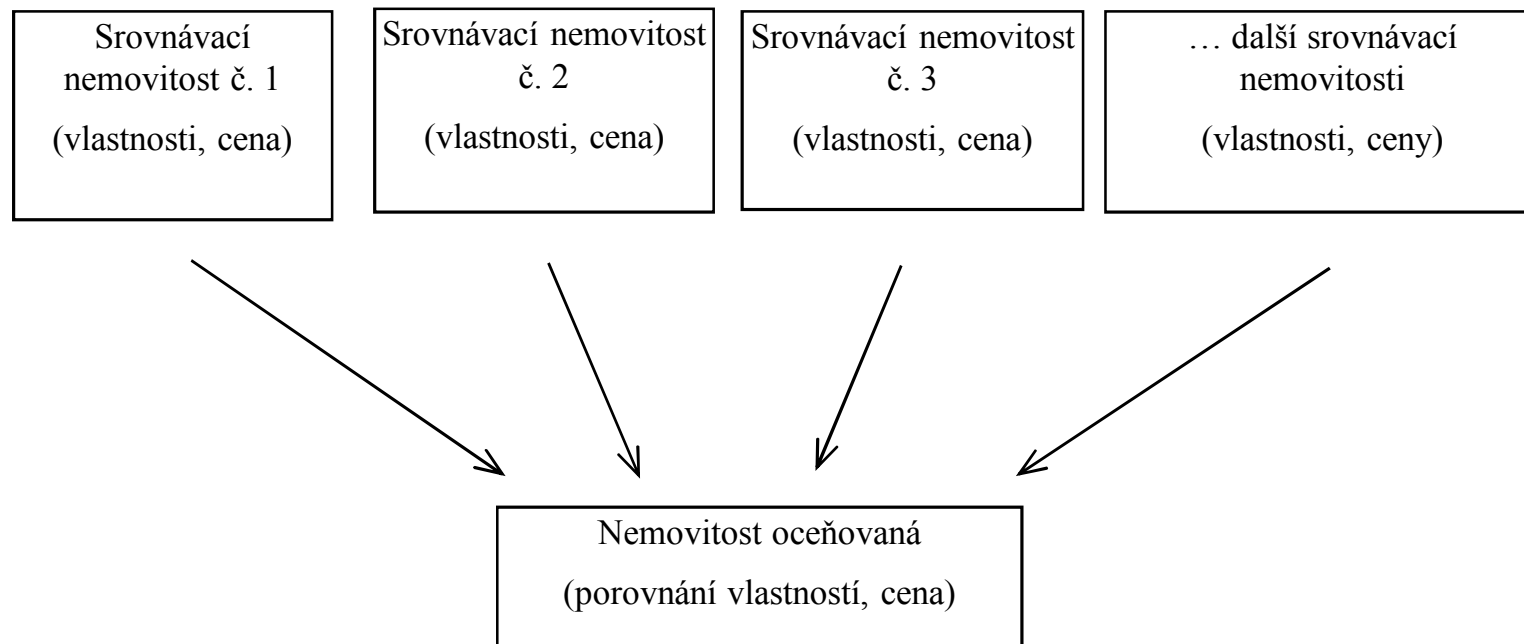 Srovnávací
nemovitost č. 1
(vlastnosti, cena)
Srovnávací nemovitost
č. 2
(vlastnosti, cena)
Srovnávací nemovitost
č. 3
(vlastnosti, cena)
… další srovnávací
nemovitosti
(vlastnosti, ceny)
Nemovitost oceňovaná
(porovnání vlastností, cena)